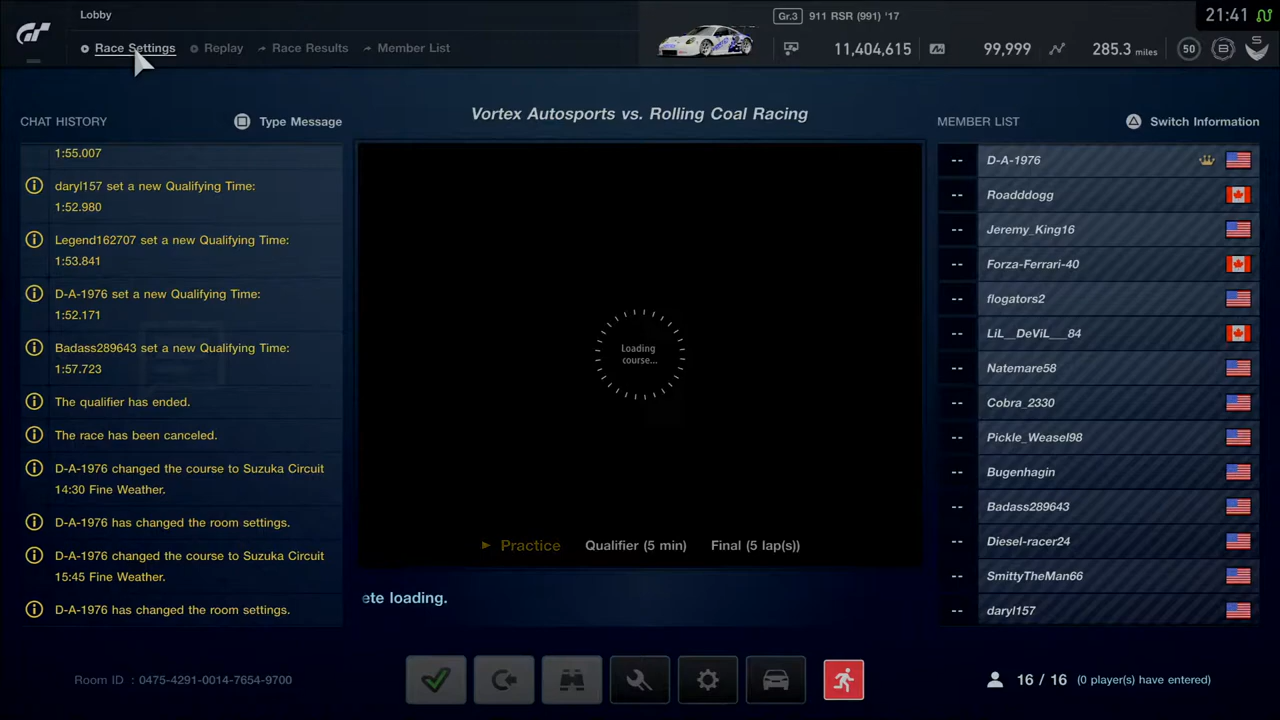 Lobby
Gr.3 911 RSR (991) '17
21:41
Race Settings Replay Race Results Member List
11,404,615 99,999 285.3 miles 50 B S
Vortex Autosports vs. Rolling Coal Racing
CHAT HISTORY Type Message
1:55.007
daryl157 set a new Qualifying Time:
1:52.980
Legend162707 set a new Qualifying Time:
1:53.841
D-A-1976 set a new Qualifying Time:
1:52.171
Badass289643 set a new Qualifying Time:
1:57.723
The qualifier has ended.
The race has been canceled.
D-A-1976 changed the course to Suzuka Circuit
14:30 Fine Weather.
D-A-1976 has changed the room settings.
D-A-1976 changed the course to Suzuka Circuit
15:45 Fine Weather.
D-A-1976 has changed the room settings.
Loading
course...
Practice Qualifier (5 min) Final (5 lap(s))
ete loading.
MEMBER LIST Switch Information
-- D-A-1976
-- Roadddogg
-- Jeremy_King16
-- Forza-Ferrari-40
-- flogators2
-- LiL__DeViL___84
-- Natemare58
-- Cobra_2330
-- Pickle_Weasel98
-- Bugenhagin
-- Badass289643
-- Diesel-racer24
-- SmittyTheMan66
-- daryl157
Room ID : 0475-4291-0014-7654-9700
16 / 16 (0 player(s) have entered)